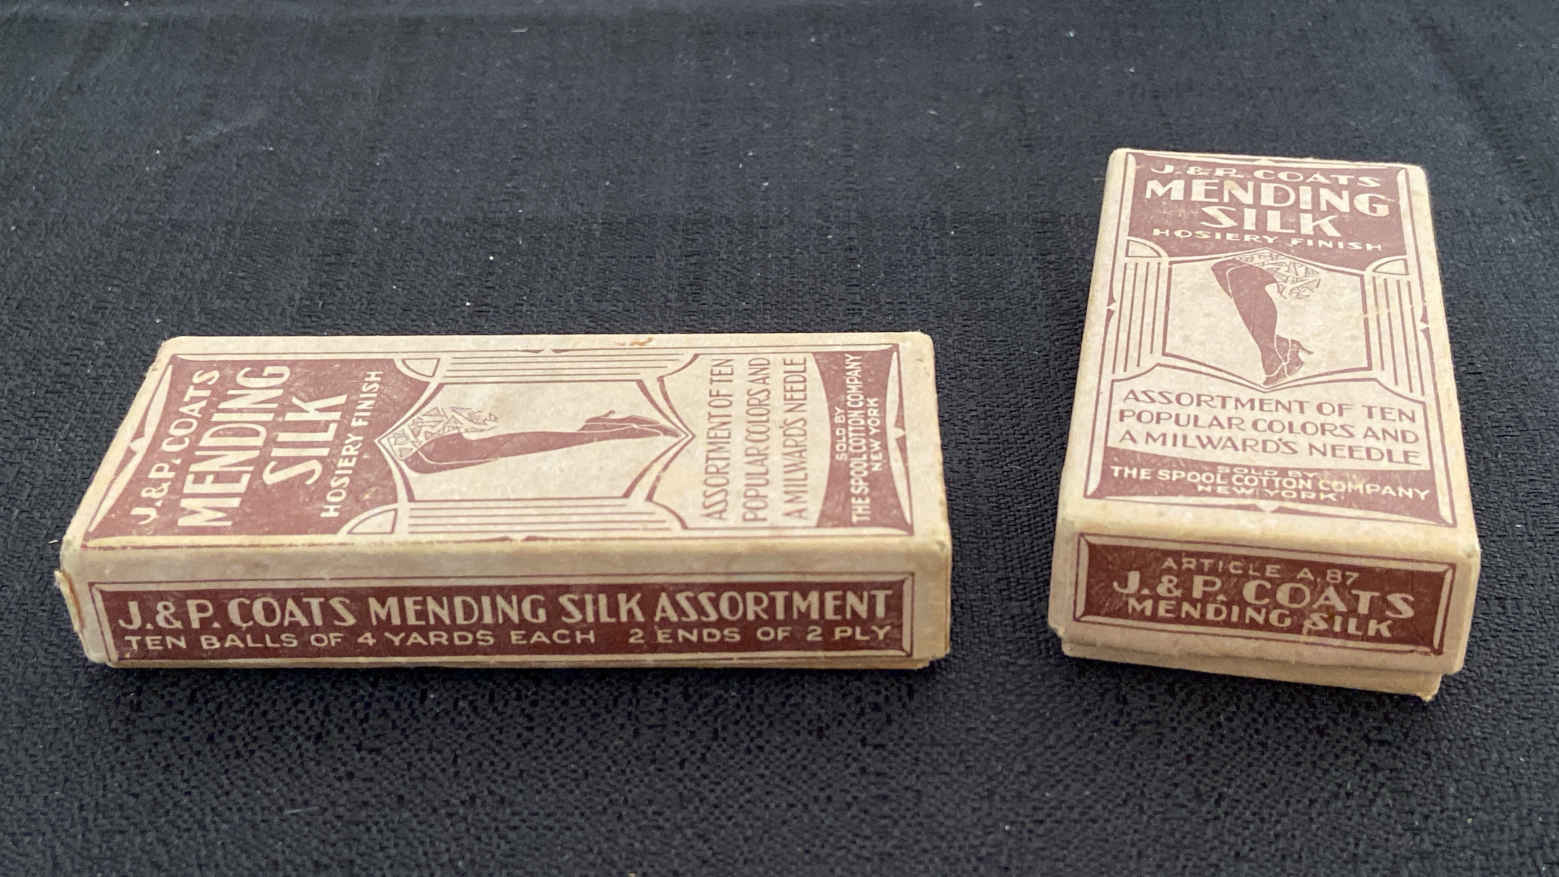 J. & P. COATS
MENDING
SILK
HOSIERY FINISH
ASSORTMENT OF TEN
POPULAR COLORS AND
A MILWARD'S NEEDLE
SOLD BY
THE SPOOL COTTON COMPANY
NEW YORK
J. & P. COATS MENDING SILK ASSORTMENT
TEN BALLS OF 4 YARDS EACH 2 ENDS OF 2 PLY
J. & P. COATS
MENDING
SILK
HOSIERY FINISH
ASSORTMENT OF TEN
POPULAR COLORS AND
A MILWARD'S NEEDLE
SOLD BY
THE SPOOL COTTON COMPANY
NEW YORK
ARTICLE A.87
J. & P. COATS
MENDING SILK